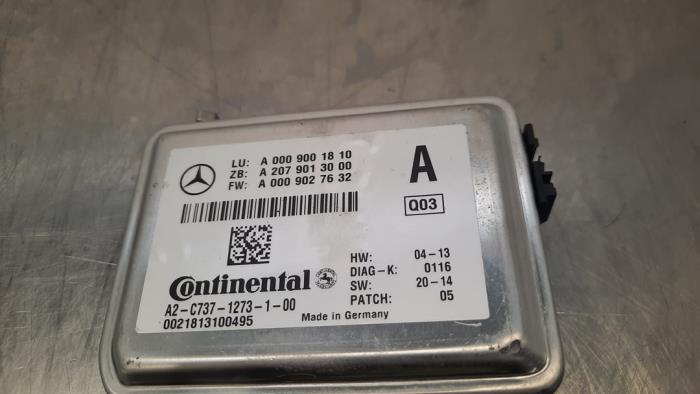 LU: A 000 900 18 10
ZB: A 207 901 30 00
FW: A 000 902 76 32
A
Q03
HW: 04-13
DIAG-K: 0116
SW: 20-14
PATCH: 05
Continental
A2-C737-1273-1-00
0021813100495
Made in Germany